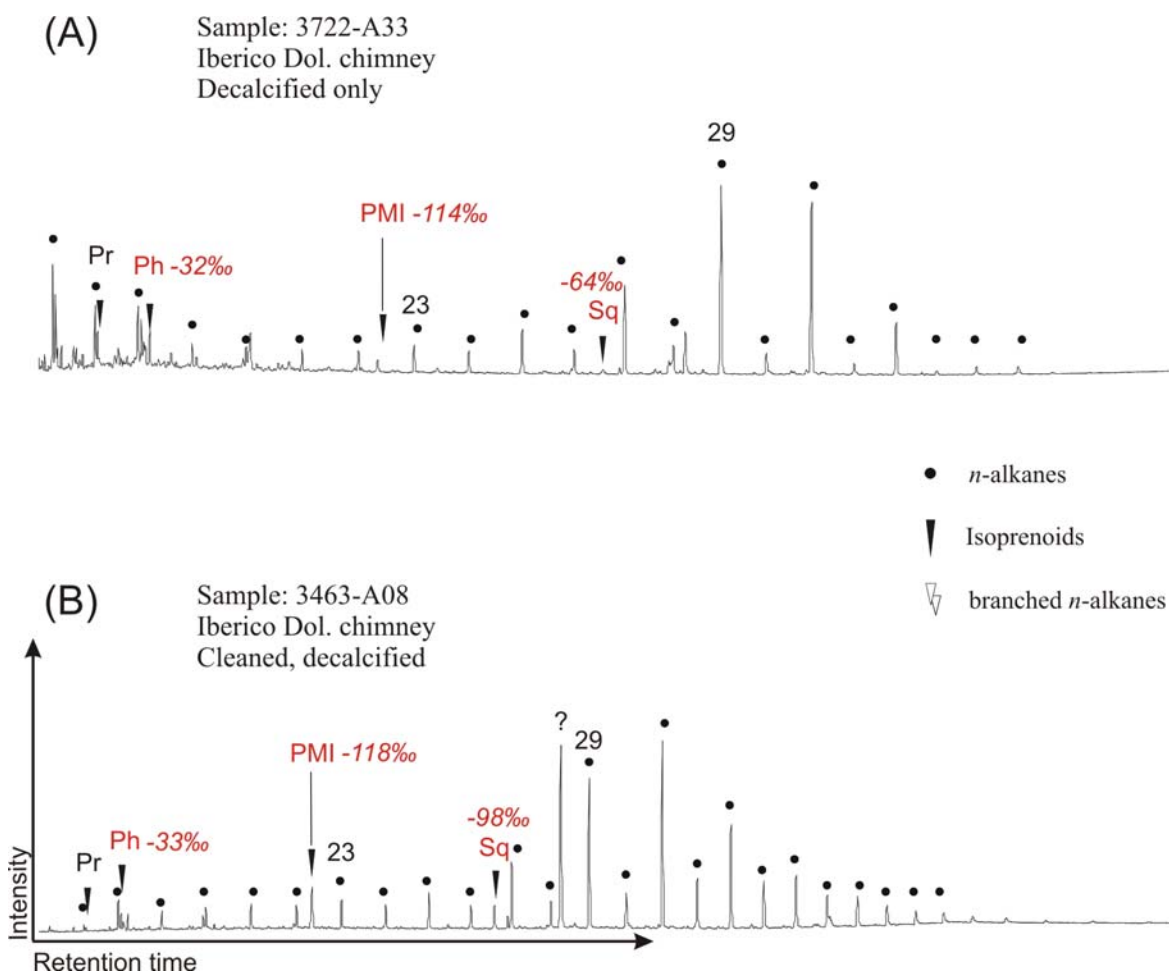 (A)
Sample: 3722-A33
Iberico Dol. chimney
Decalcified only
29
PMI -114‰
Pr
Ph -32‰
-64‰
23
Sq
n-alkanes
Isoprenoids
branched n-alkanes
(B)
Sample: 3463-A08
Iberico Dol. chimney
Cleaned, decalcified
?
29
PMI -118‰
-98‰
Ph -33‰
23
Sq
Pr
Intensity
Retention time